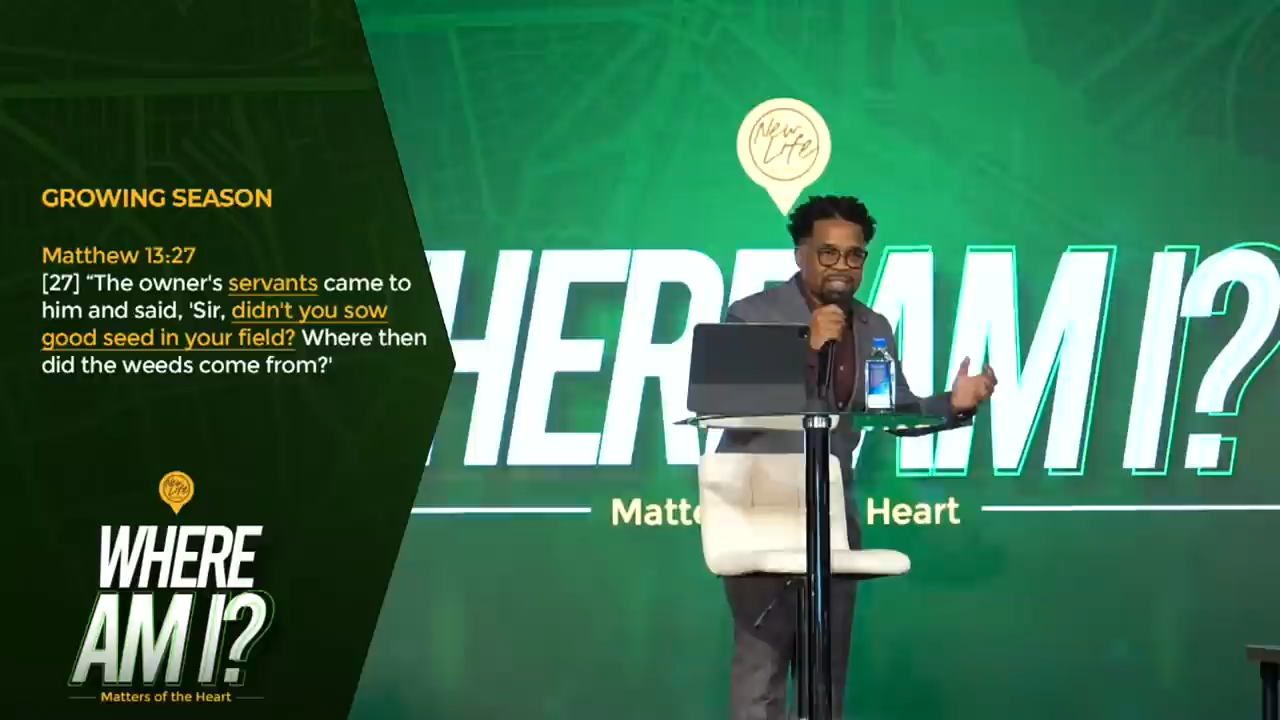 GROWING SEASON
Matthew 13:27
[27] “The owner's servants came to
him and said, 'Sir, didn't you sow
good seed in your field? Where then
did the weeds come from?'
New
Life
WHERE
AM I?
Matters of the Heart
New
Life
HERE AM I?
Matte Heart